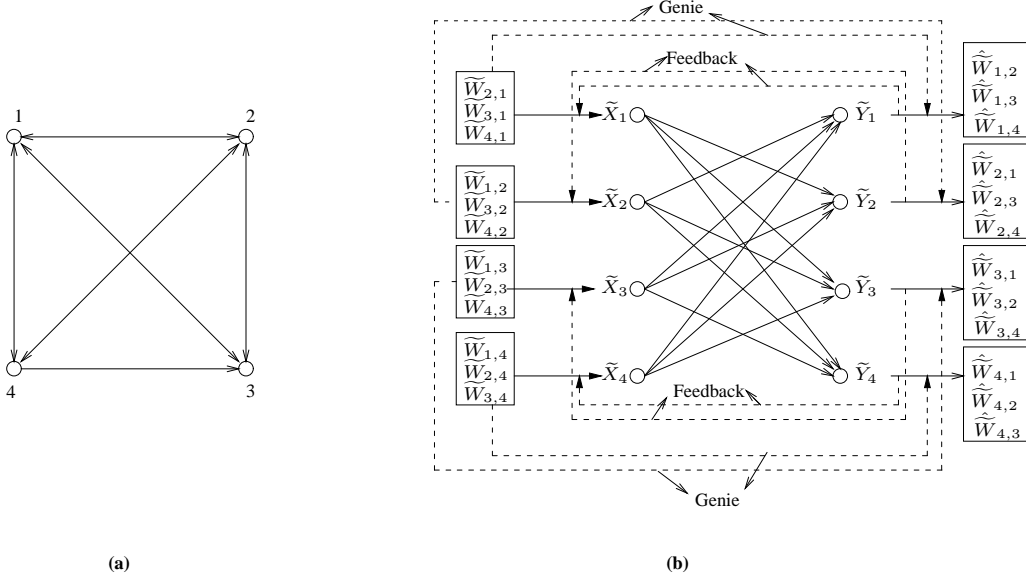 1
2
4
3
(a)
Genie
Feedback
W̃2,1
W̃3,1
W̃4,1
X̃1
Ỹ1
Ŵ̃1,2
Ŵ̃1,3
Ŵ̃1,4
W̃1,2
W̃3,2
W̃4,2
X̃2
Ỹ2
Ŵ̃2,1
Ŵ̃2,3
Ŵ̃2,4
W̃1,3
W̃2,3
W̃4,3
X̃3
Ỹ3
Ŵ̃3,1
Ŵ̃3,2
Ŵ̃3,4
W̃1,4
W̃2,4
W̃3,4
X̃4
Ỹ4
Ŵ̃4,1
Ŵ̃4,2
Ŵ̃4,3
Feedback
Genie
(b)